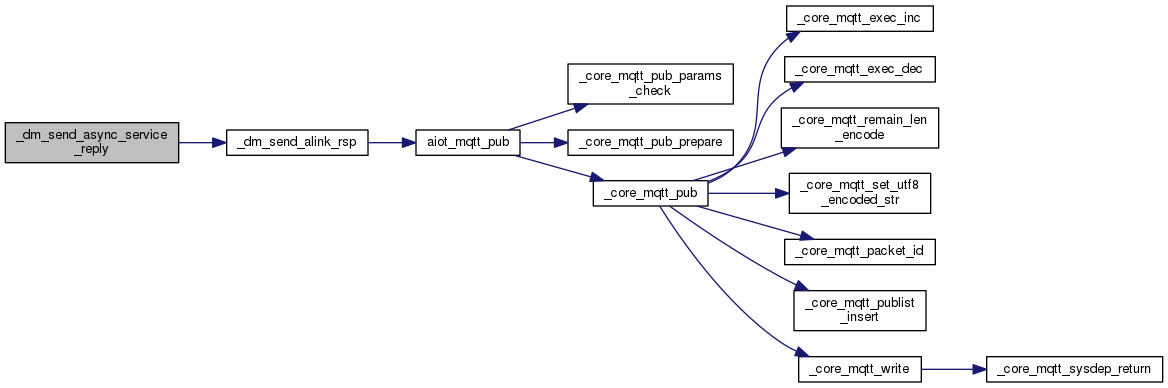 _dm_send_async_service
_reply
_dm_send_alink_rsp
aiot_mqtt_pub
_core_mqtt_pub_params
_check
_core_mqtt_pub_prepare
_core_mqtt_pub
_core_mqtt_exec_inc
_core_mqtt_exec_dec
_core_mqtt_remain_len
_encode
_core_mqtt_set_utf8
_encoded_str
_core_mqtt_packet_id
_core_mqtt_publist
_insert
_core_mqtt_write
_core_mqtt_sysdep_return